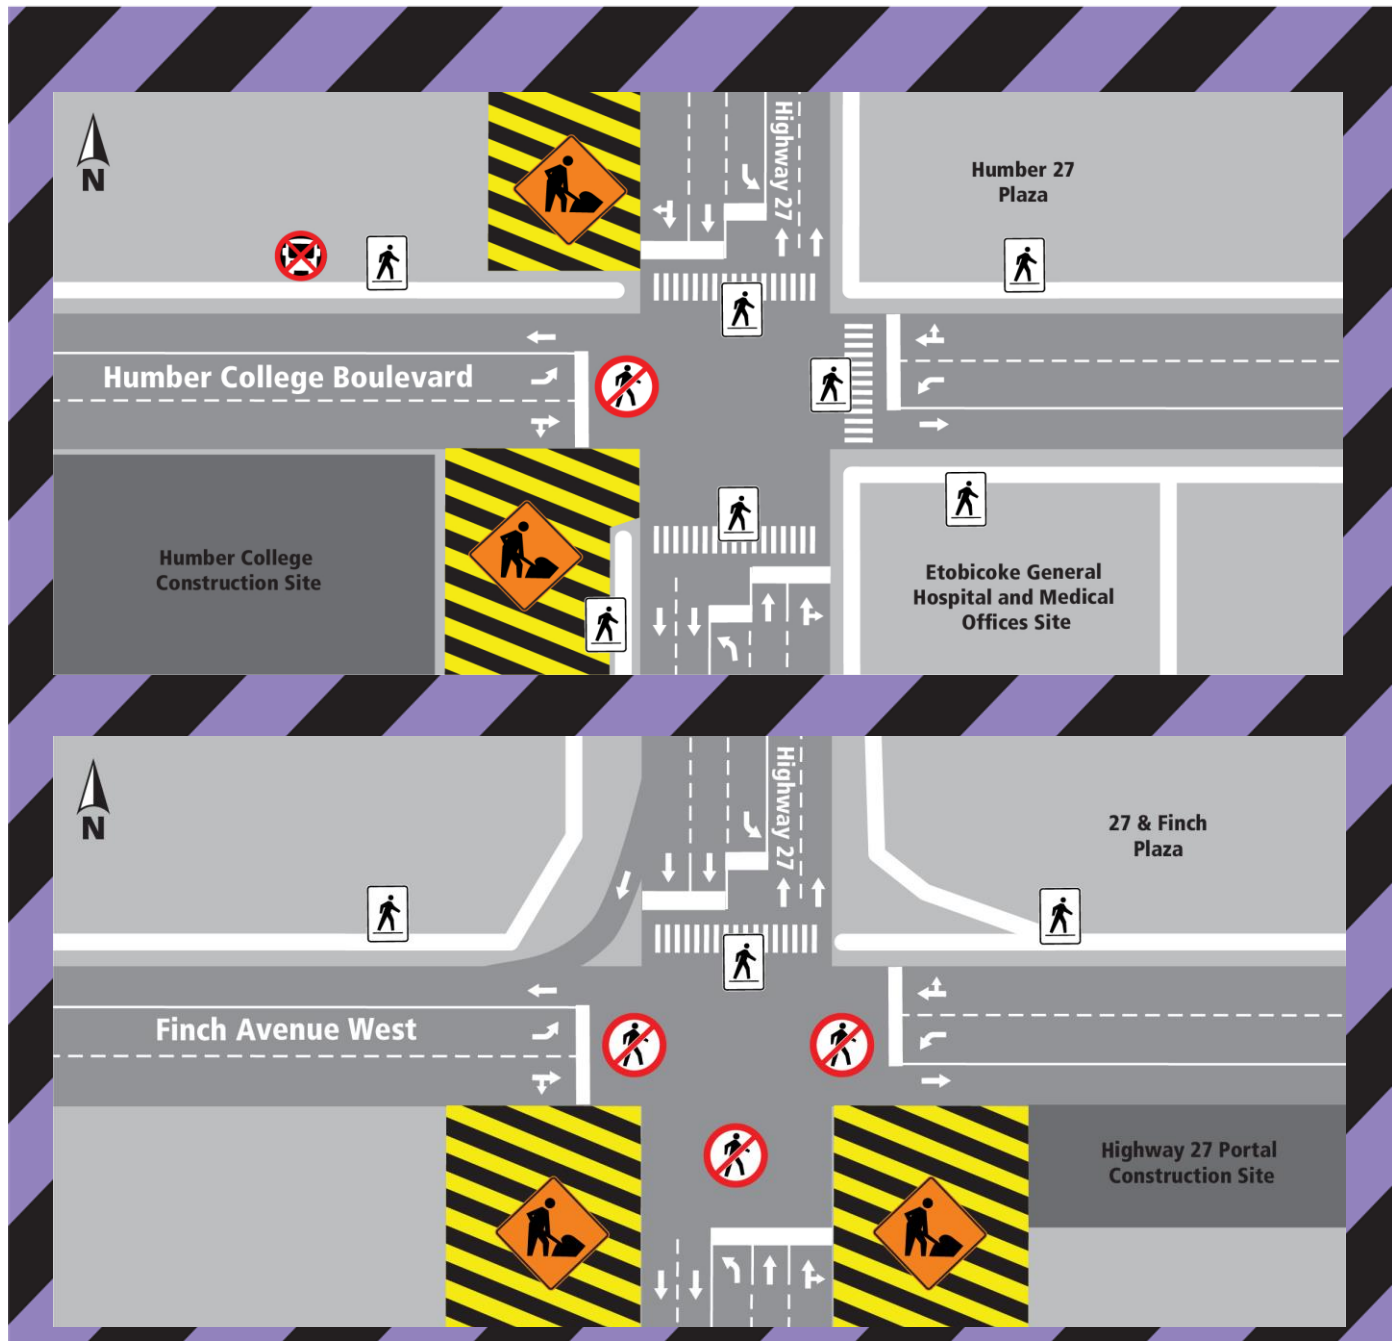 Highway 27
N
Humber 27
Plaza
Humber College Boulevard
Humber College
Construction Site
Etobicoke General
Hospital and Medical
Offices Site
Highway 27
N
27 & Finch
Plaza
Finch Avenue West
Highway 27 Portal
Construction Site